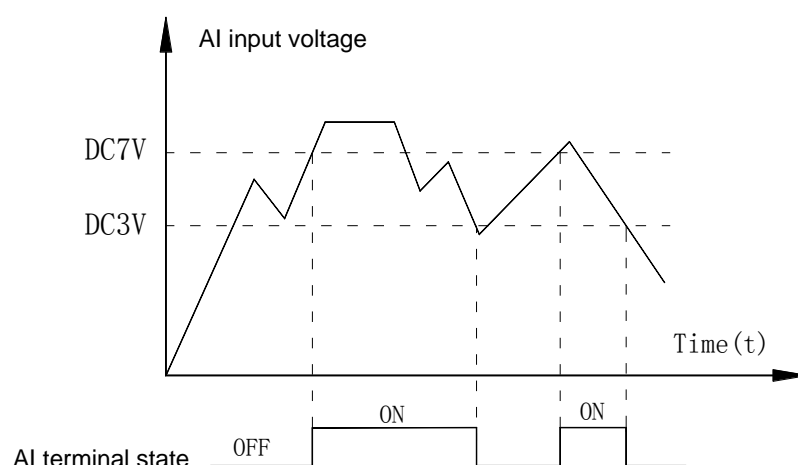 AI input voltage
DC7V
DC3V
Time(t)
ON ON
AI terminal state OFF